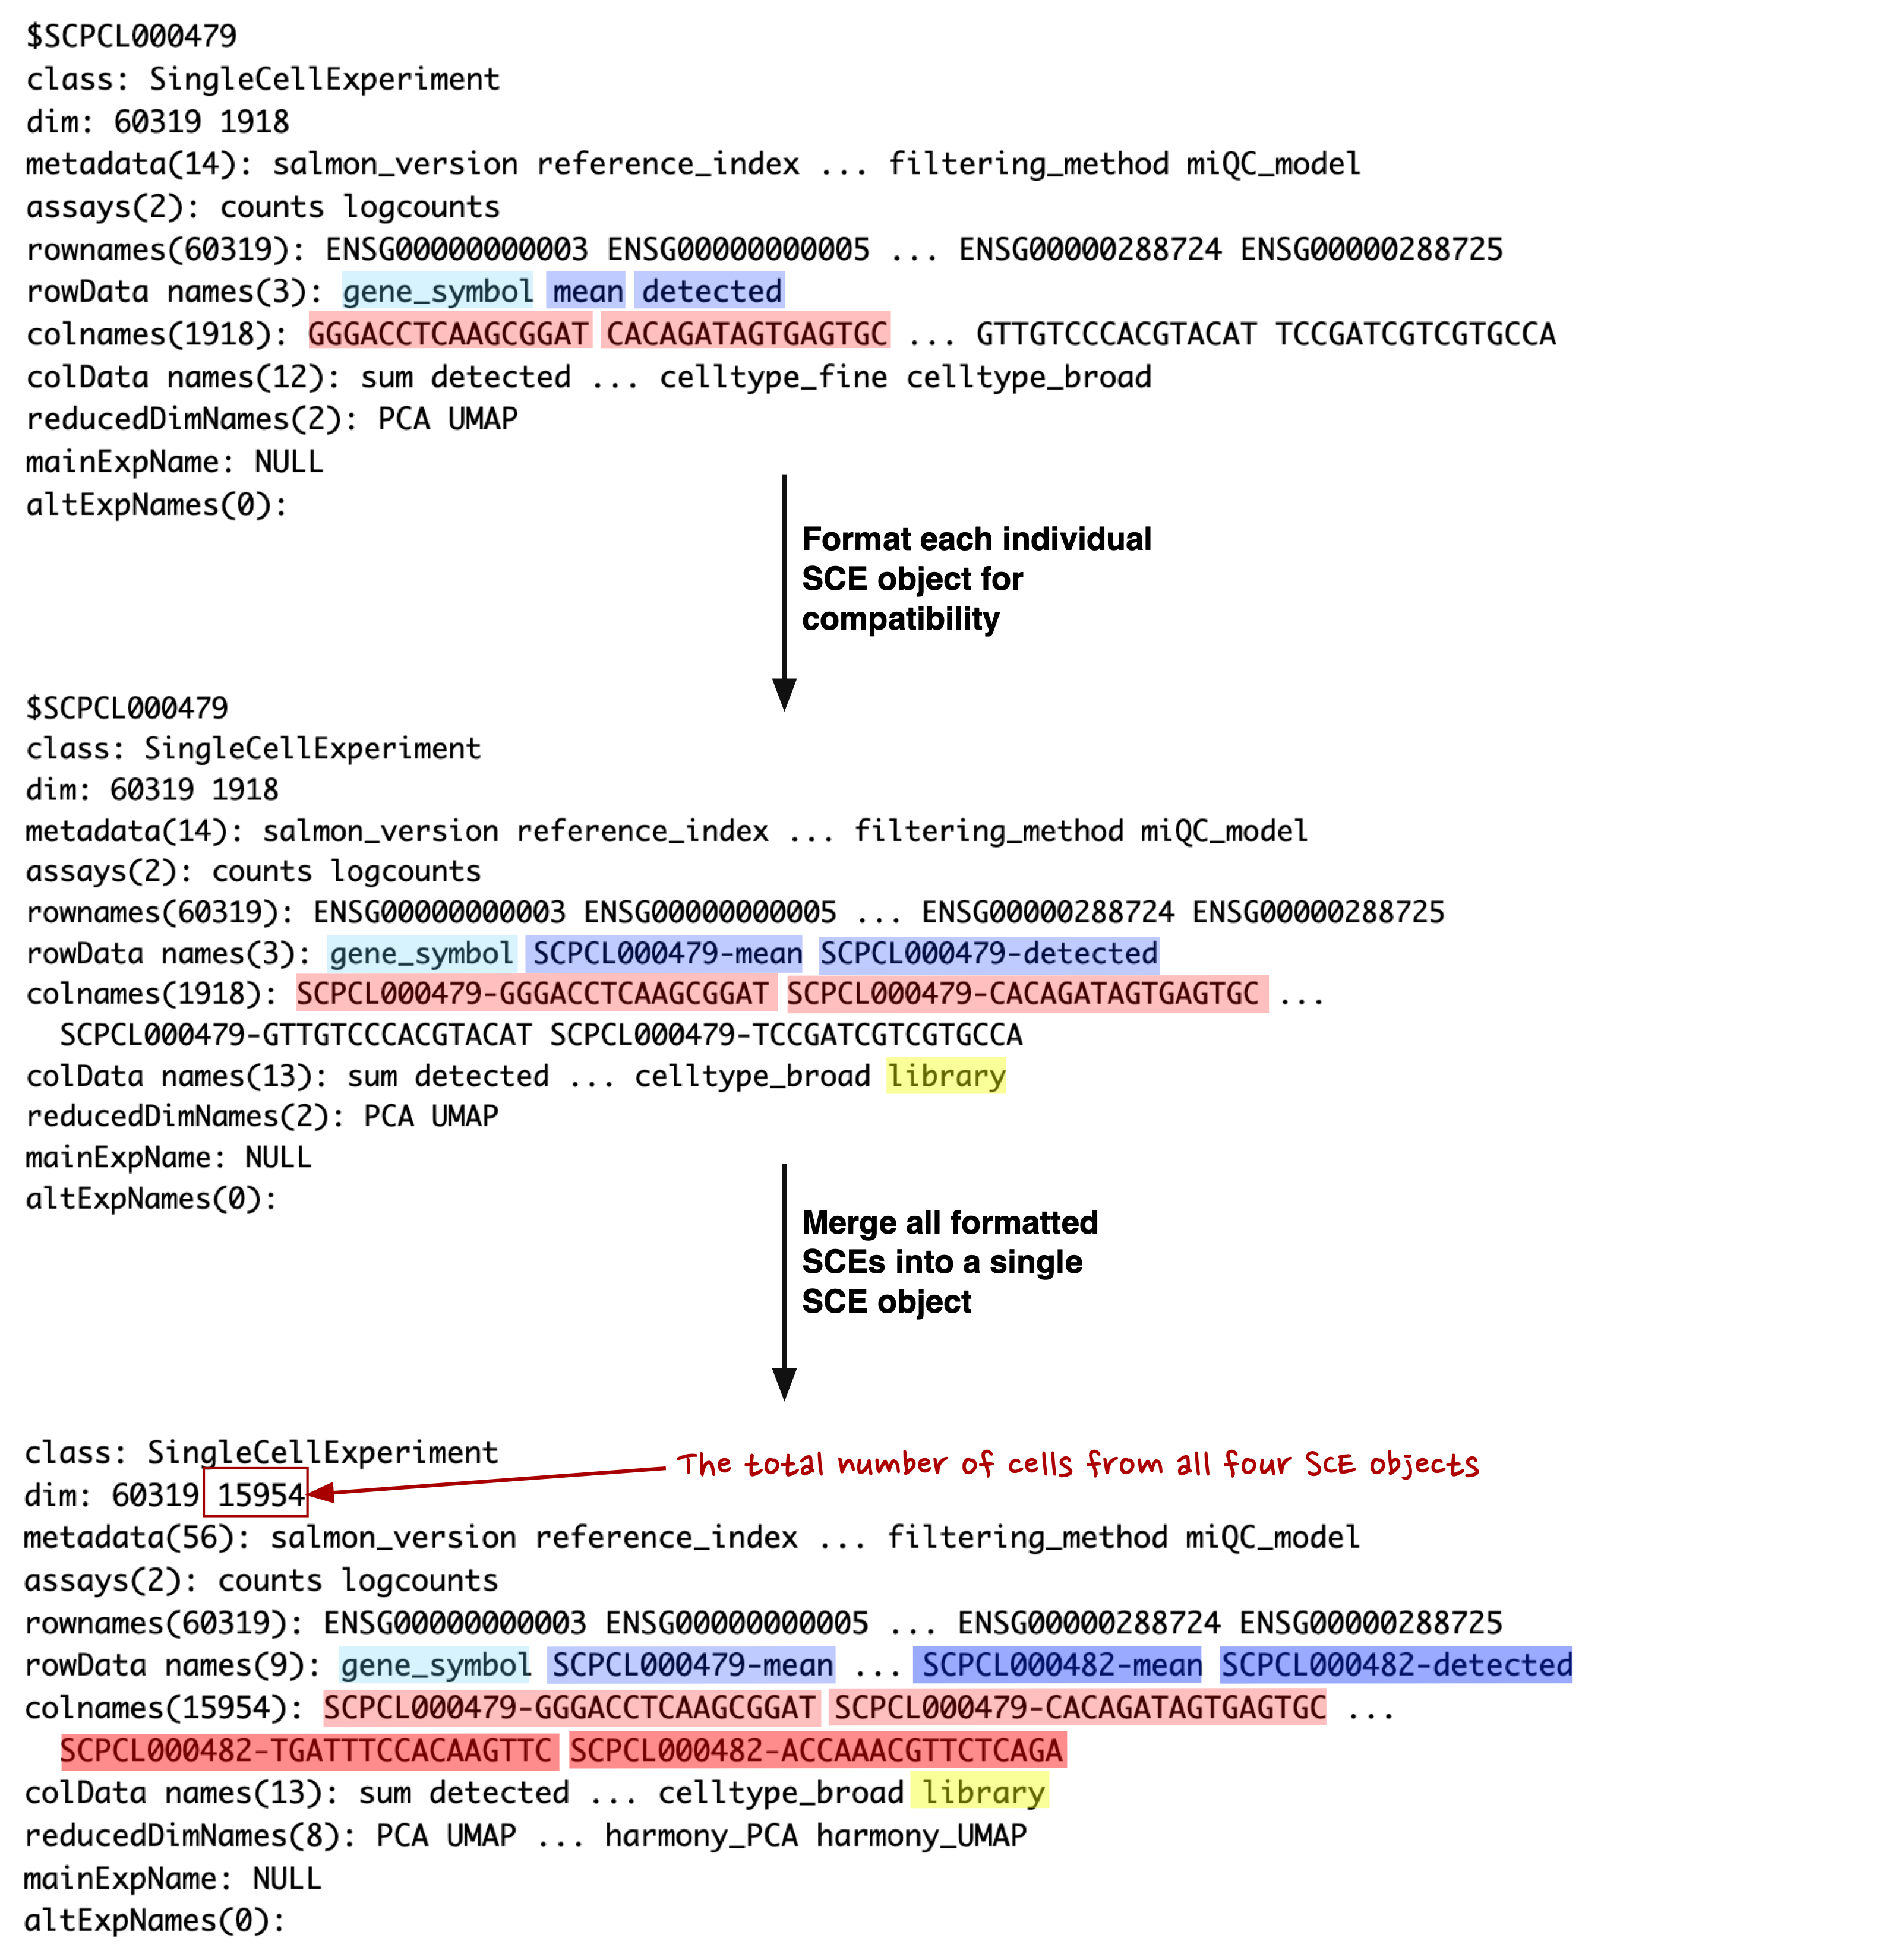 $SCPCL000479
class: SingleCellExperiment
dim: 60319 1918
metadata(14): salmon_version reference_index ... filtering_method miQC_model
assays(2): counts logcounts
rownames(60319): ENSG00000000003 ENSG00000000005 ... ENSG00000288724 ENSG00000288725
rowData names(3): gene_symbol mean detected
colnames(1918): GGGACCTCAAGCGGAT CACAGATAGTGAGTGC ... GTTGTCCCACGTACAT TCCGATCGTCGTGCCA
colData names(12): sum detected ... celltype_fine celltype_broad
reducedDimNames(2): PCA UMAP
mainExpName: NULL
altExpNames(0):
Format each individual
SCE object for
compatibility
$SCPCL000479
class: SingleCellExperiment
dim: 60319 1918
metadata(14): salmon_version reference_index ... filtering_method miQC_model
assays(2): counts logcounts
rownames(60319): ENSG00000000003 ENSG00000000005 ... ENSG00000288724 ENSG00000288725
rowData names(3): gene_symbol SCPCL000479-mean SCPCL000479-detected
colnames(1918): SCPCL000479-GGGACCTCAAGCGGAT SCPCL000479-CACAGATAGTGAGTGC ...
SCPCL000479-GTTGTCCCACGTACAT SCPCL000479-TCCGATCGTCGTGCCA
colData names(13): sum detected ... celltype_broad library
reducedDimNames(2): PCA UMAP
mainExpName: NULL
altExpNames(0):
Merge all formatted
SCEs into a single
SCE object
class: SingleCellExperiment
The total number of cells from all four SCE objects
dim: 60319 15954
metadata(56): salmon_version reference_index ... filtering_method miQC_model
assays(2): counts logcounts
rownames(60319): ENSG00000000003 ENSG00000000005 ... ENSG00000288724 ENSG00000288725
rowData names(9): gene_symbol SCPCL000479-mean ... SCPCL000482-mean SCPCL000482-detected
colnames(15954): SCPCL000479-GGGACCTCAAGCGGAT SCPCL000479-CACAGATAGTGAGTGC ...
SCPCL000482-TGATTTCCACAAGTTC SCPCL000482-ACCAAACGTTCTCAGA
colData names(13): sum detected ... celltype_broad library
reducedDimNames(8): PCA UMAP ... harmony_PCA harmony_UMAP
mainExpName: NULL
altExpNames(0):